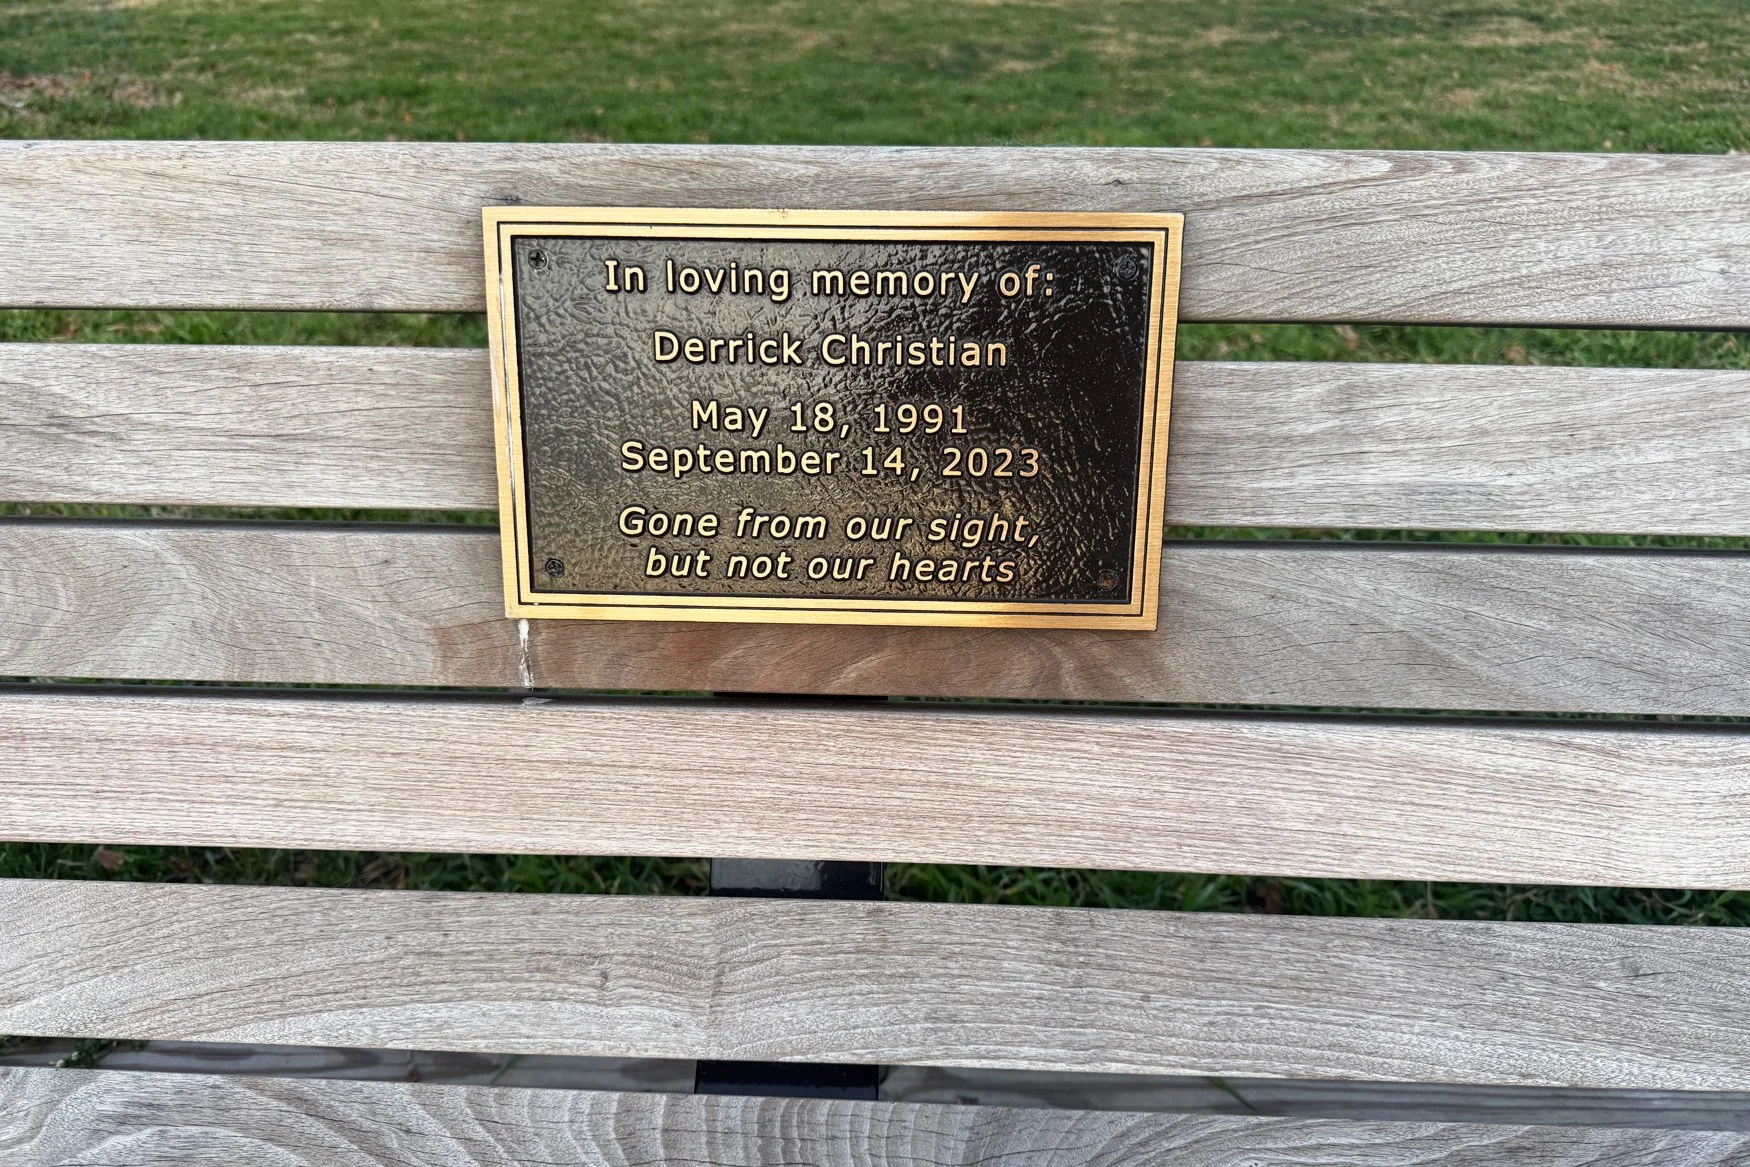 In loving memory of:
Derrick Christian
May 18, 1991
September 14, 2023
Gone from our sight,
but not our hearts